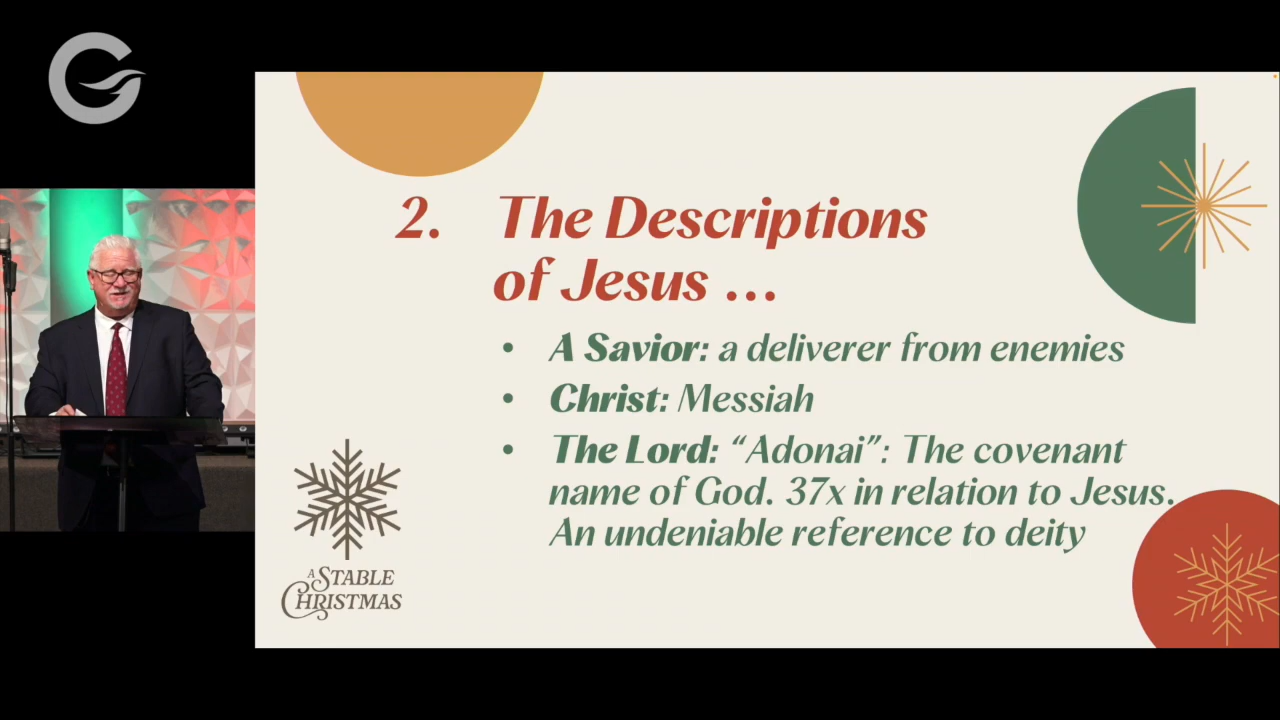 2. The Descriptions
of Jesus ...
• A Savior: a deliverer from enemies
• Christ: Messiah
• The Lord: “Adonai”: The covenant
name of God. 37x in relation to Jesus.
An undeniable reference to deity
A STABLE
CHRISTMAS